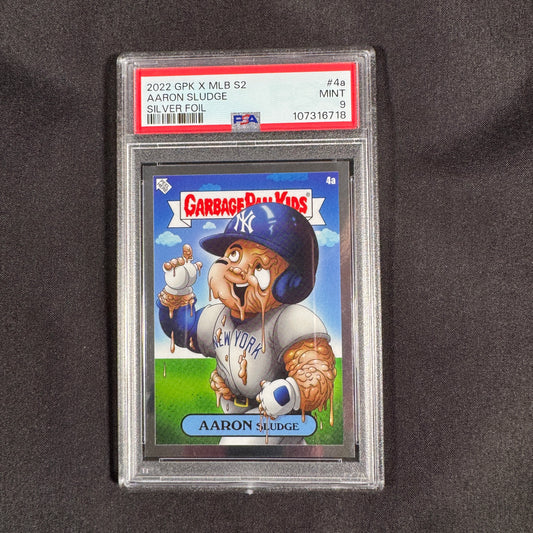 2022 GPK X MLB S2
#4a
AARON SLUDGE
MINT
SILVER FOIL
9
PSA
107316718
4a
GARBAGE PAIL KIDS
NY
NEW YORK
AARON SLUDGE